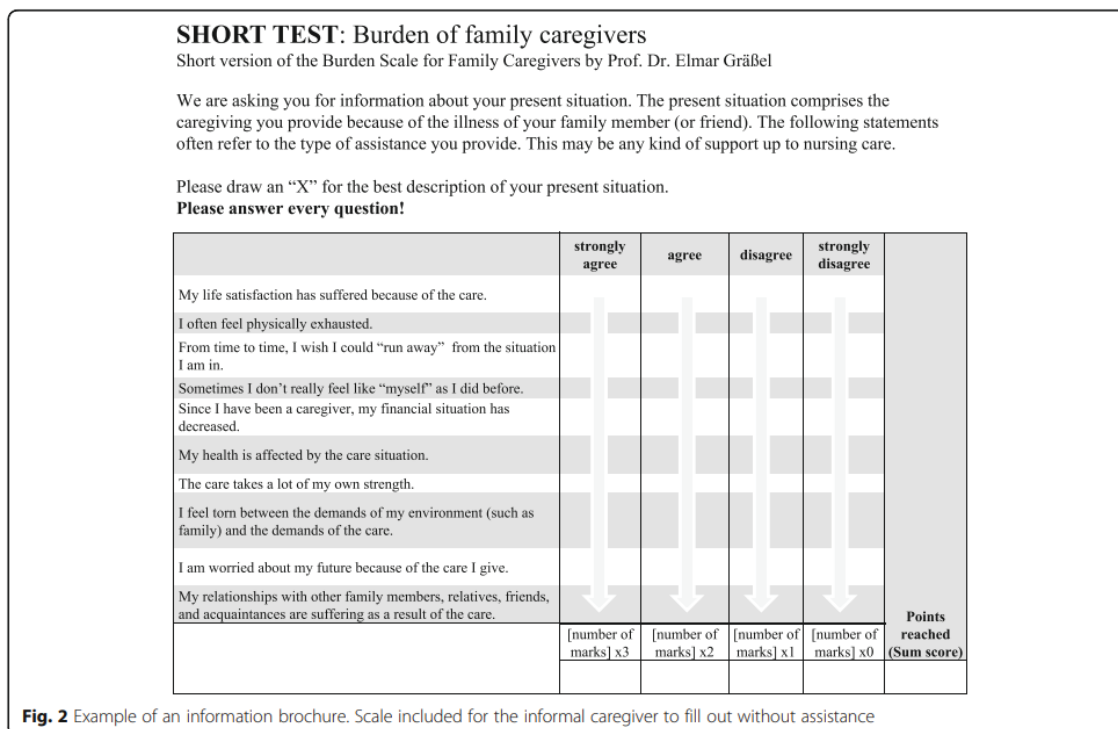 SHORT TEST: Burden of family caregivers
Short version of the Burden Scale for Family Caregivers by Prof. Dr. Elmar Gräßel
We are asking you for information about your present situation. The present situation comprises the
caregiving you provide because of the illness of your family member (or friend). The following statements
often refer to the type of assistance you provide. This may be any kind of support up to nursing care.
Please draw an “X” for the best description of your present situation.
Please answer every question!
strongly
agree
agree
disagree
strongly
disagree
My life satisfaction has suffered because of the care.
I often feel physically exhausted.
From time to time, I wish I could “run away” from the situation
I am in.
Sometimes I don’t really feel like “myself” as I did before.
Since I have been a caregiver, my financial situation has
decreased.
My health is affected by the care situation.
The care takes a lot of my own strength.
I feel torn between the demands of my environment (such as
family) and the demands of the care.
I am worried about my future because of the care I give.
My relationships with other family members, relatives, friends,
and acquaintances are suffering as a result of the care.
[number of
marks] x3
[number of
marks] x2
[number of
marks] x1
[number of
marks] x0
Points
reached
(Sum score)
Fig. 2 Example of an information brochure. Scale included for the informal caregiver to fill out without assistance